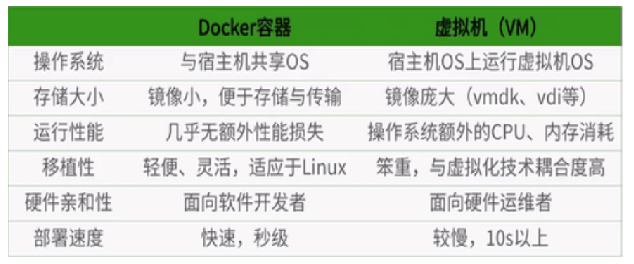 Docker容器 虚拟机（VM）
操作系统 与宿主机共享OS 宿主机OS上运行虚拟机OS
存储大小 镜像小，便于存储与传输 镜像庞大（vmdk、vdi等）
运行性能 几乎无额外性能损失 操作系统额外的CPU、内存消耗
移植性 轻便、灵活，适应于Linux 笨重，与虚拟化技术耦合度高
硬件亲和性 面向软件开发者 面向硬件运维者
部署速度 快速，秒级 较慢，10s以上